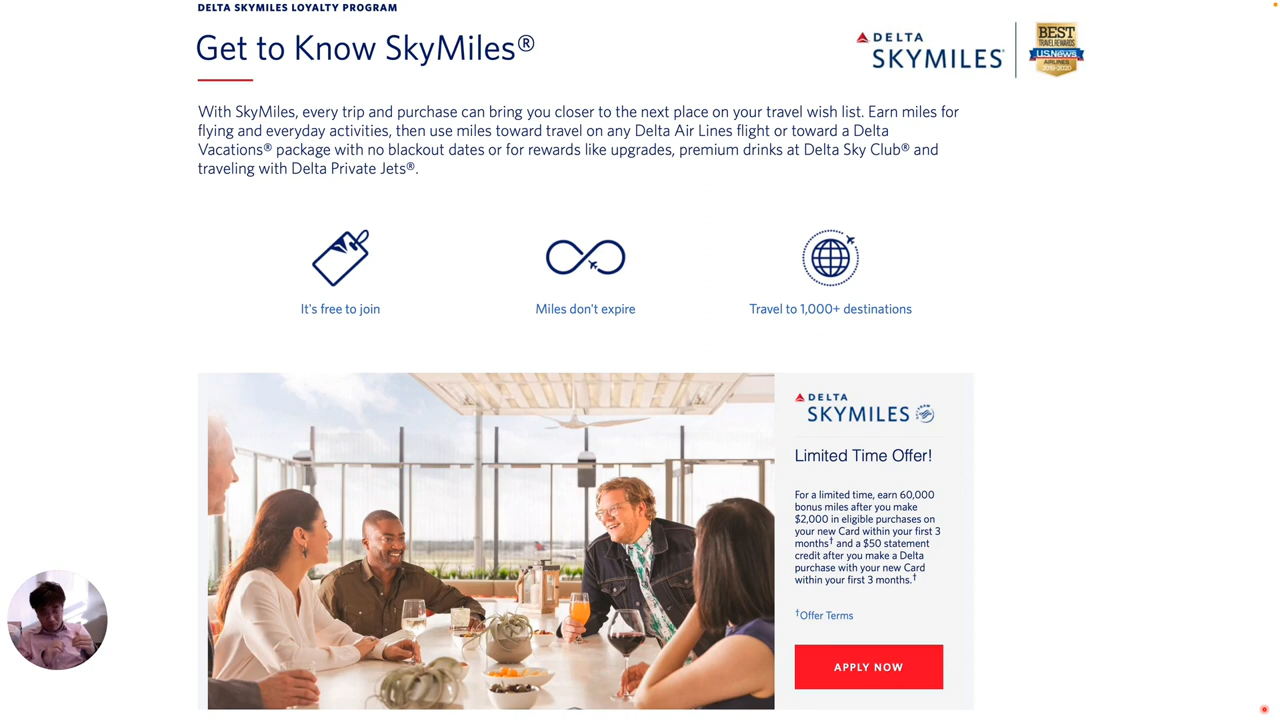 DELTA SKYMILES LOYALTY PROGRAM
Get to Know SkyMiles®
DELTA
SKYMILES
BEST
TRAVEL REWARDS
U.S.News
AIRLINES
2019-2020
With SkyMiles, every trip and purchase can bring you closer to the next place on your travel wish list. Earn miles for
flying and everyday activities, then use miles toward travel on any Delta Air Lines flight or toward a Delta
Vacations® package with no blackout dates or for rewards like upgrades, premium drinks at Delta Sky Club® and
traveling with Delta Private Jets®.
It's free to join
Miles don't expire
Travel to 1,000+ destinations
DELTA
SKYMILES
Limited Time Offer!
For a limited time, earn 60,000
bonus miles after you make
$2,000 in eligible purchases on
your new Card within your first 3
months† and a $50 statement
credit after you make a Delta
purchase with your new Card
within your first 3 months.†
†Offer Terms
APPLY NOW